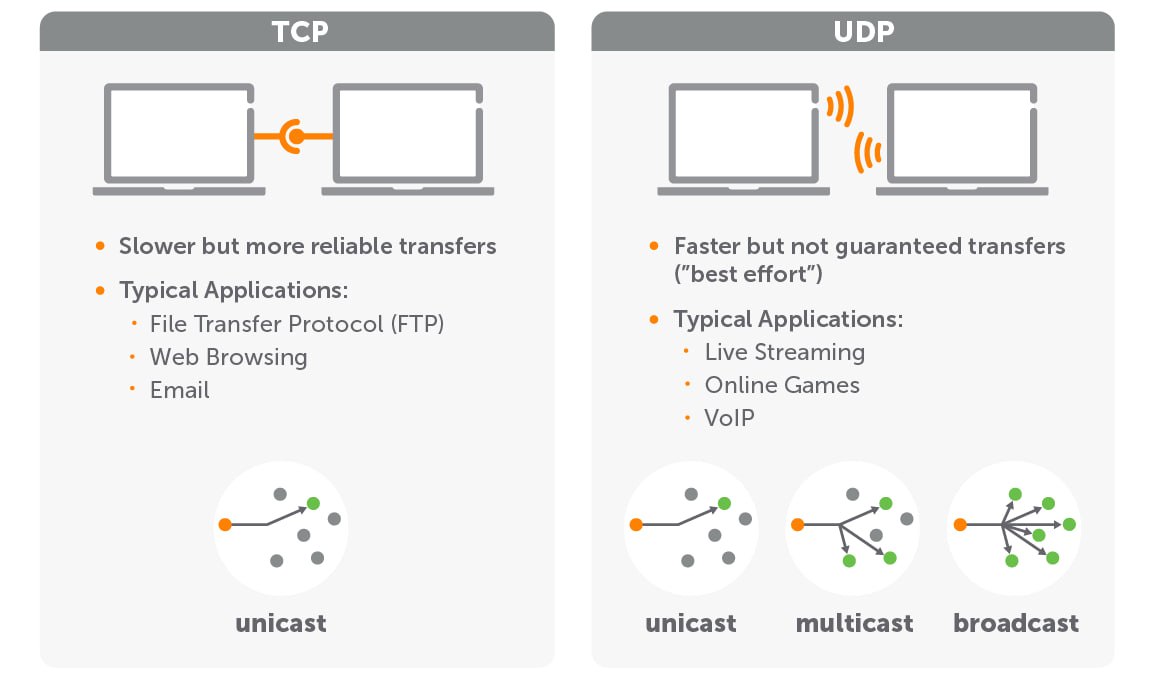 TCP
• Slower but more reliable transfers
• Typical Applications:
• File Transfer Protocol (FTP)
• Web Browsing
• Email
unicast
UDP
• Faster but not guaranteed transfers
(”best effort”)
• Typical Applications:
• Live Streaming
• Online Games
• VoIP
unicast
multicast
broadcast